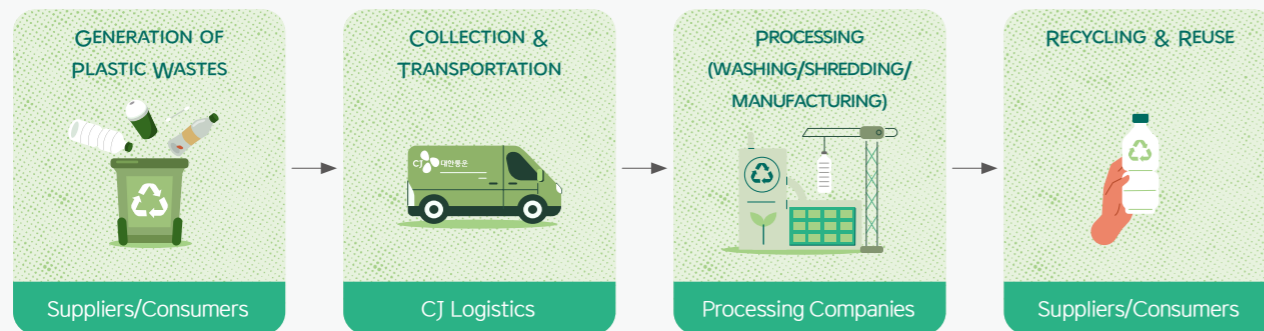 GENERATION OF
PLASTIC WASTES
Suppliers/Consumers
COLLECTION &
TRANSPORTATION
CJ 대한통운
CJ Logistics
PROCESSING
(WASHING/SHREDDING/
MANUFACTURING)
Processing Companies
RECYCLING & REUSE
Suppliers/Consumers